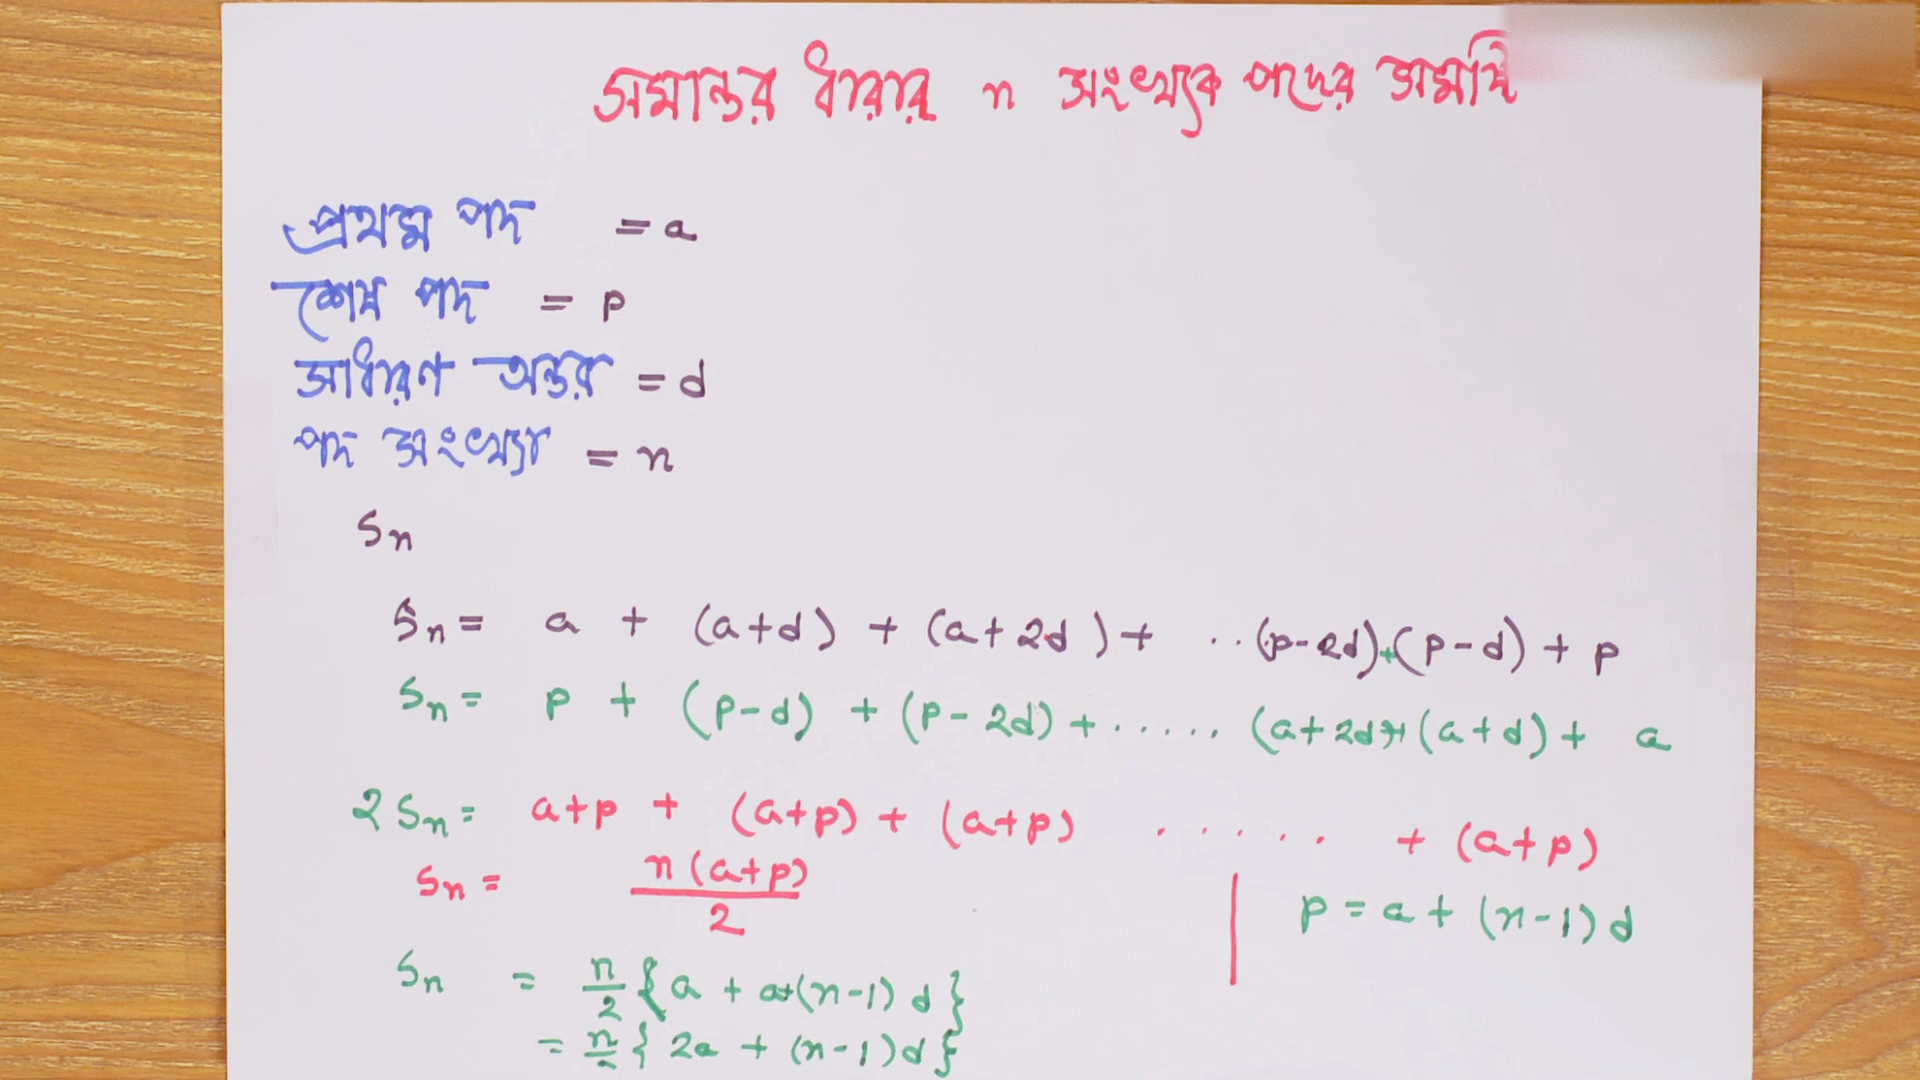 সমান্তর ধারার n সংখ্যক পদের সমষ্টি
প্রথম পদ = a
শেষ পদ = p
সাধারণ অন্তর = d
পদ সংখ্যা = n
Sn
Sn = a + (a+d) + (a+2d) + ..(p-2d)+(p-d) + p
Sn = p + (p-d) + (p-2d) + ...... (a+2d)+(a+d) + a
2Sn = a+p + (a+p) + (a+p) ...... + (a+p)
Sn = n(a+p)/2
p = a + (n-1)d
Sn = n/2 {a + a+(n-1)d}
= n/2 {2a + (n-1)d}